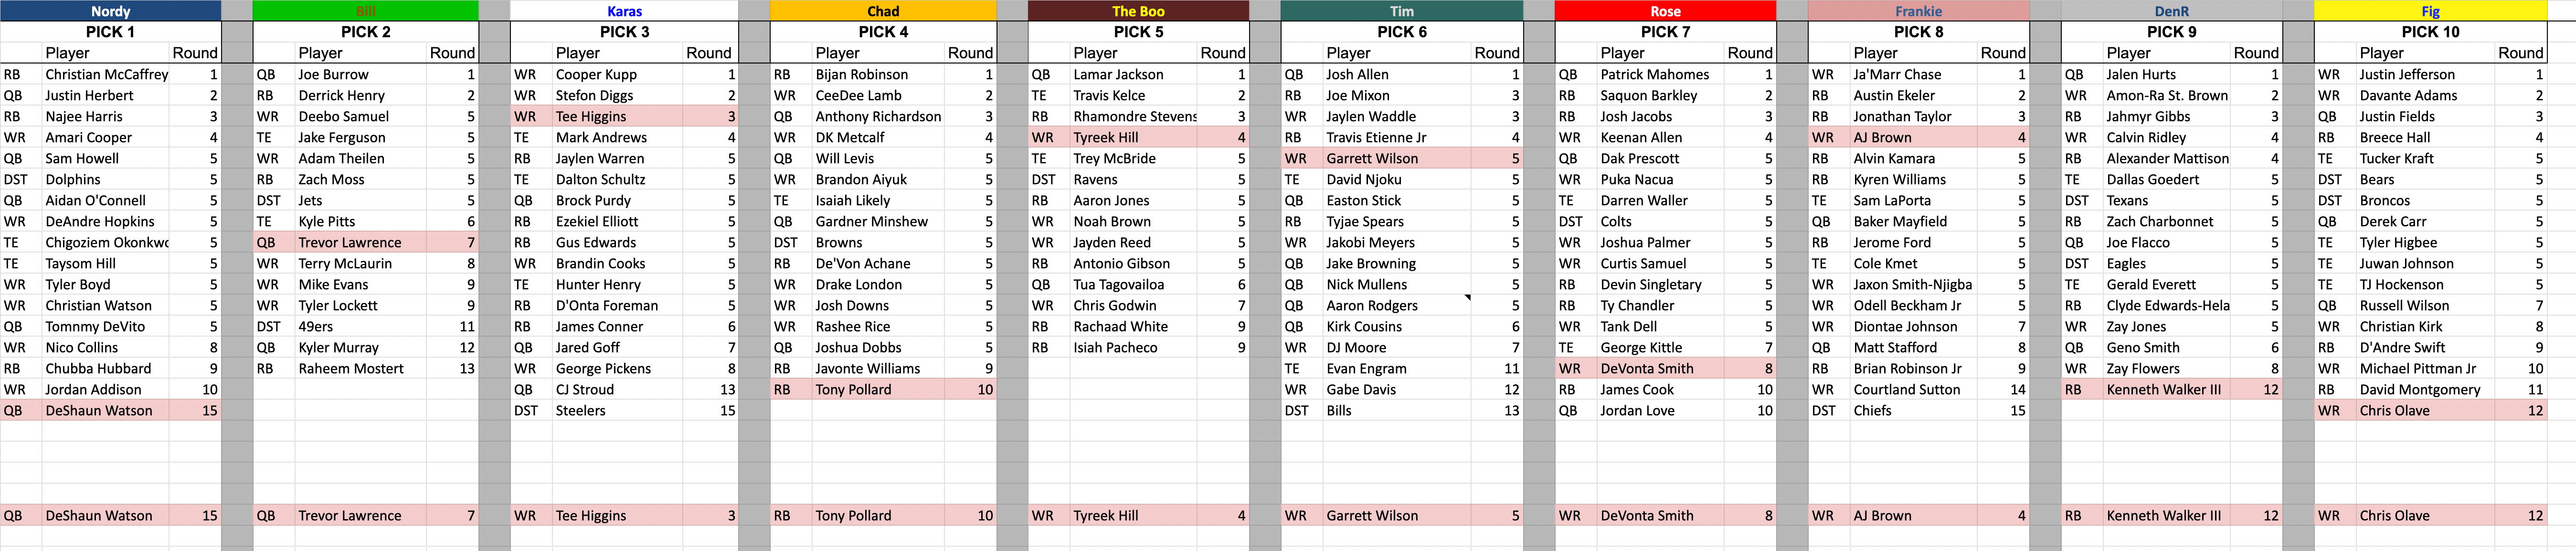 Nordy Bill Karas Chad The Boo Tim Rose Frankie DenR Fig
PICK 1 PICK 2 PICK 3 PICK 4 PICK 5 PICK 6 PICK 7 PICK 8 PICK 9 PICK 10
Player Round Player Round Player Round Player Round Player Round Player Round Player Round Player Round Player Round Player Round
RB Christian McCaffrey 1 QB Joe Burrow 1 WR Cooper Kupp 1 RB Bijan Robinson 1 QB Lamar Jackson 1 QB Josh Allen 1 QB Patrick Mahomes 1 WR Ja'Marr Chase 1 QB Jalen Hurts 1 WR Justin Jefferson 1
QB Justin Herbert 2 RB Derrick Henry 2 WR Stefon Diggs 2 WR CeeDee Lamb 2 TE Travis Kelce 2 RB Joe Mixon 3 RB Saquon Barkley 2 RB Austin Ekeler 2 WR Amon-Ra St. Brown 2 WR Davante Adams 2
RB Najee Harris 3 WR Deebo Samuel 5 WR Tee Higgins 3 QB Anthony Richardson 3 RB Rhamondre Stevens 3 WR Jaylen Waddle 3 RB Josh Jacobs 3 RB Jonathan Taylor 3 RB Jahmyr Gibbs 3 QB Justin Fields 3
WR Amari Cooper 4 TE Jake Ferguson 5 TE Mark Andrews 4 WR DK Metcalf 4 WR Tyreek Hill 4 RB Travis Etienne Jr 4 WR Keenan Allen 4 WR AJ Brown 4 WR Calvin Ridley 4 RB Breece Hall 4
QB Sam Howell 5 WR Adam Theilen 5 RB Jaylen Warren 5 QB Will Levis 5 TE Trey McBride 5 WR Garrett Wilson 5 QB Dak Prescott 5 RB Alvin Kamara 5 RB Alexander Mattison 4 TE Tucker Kraft 5
DST Dolphins 5 RB Zach Moss 5 TE Dalton Schultz 5 WR Brandon Aiyuk 5 DST Ravens 5 TE David Njoku 5 WR Puka Nacua 5 RB Kyren Williams 5 TE Dallas Goedert 5 DST Bears 5
QB Aidan O'Connell 5 DST Jets 5 QB Brock Purdy 5 TE Isaiah Likely 5 RB Aaron Jones 5 QB Easton Stick 5 TE Darren Waller 5 TE Sam LaPorta 5 DST Texans 5 DST Broncos 5
WR DeAndre Hopkins 5 TE Kyle Pitts 6 RB Ezekiel Elliott 5 QB Gardner Minshew 5 WR Noah Brown 5 RB Tyjae Spears 5 DST Colts 5 QB Baker Mayfield 5 RB Zach Charbonnet 5 QB Derek Carr 5
TE Chigoziem Okonkwo 5 QB Trevor Lawrence 7 RB Gus Edwards 5 DST Browns 5 WR Jayden Reed 5 WR Jakobi Meyers 5 WR Joshua Palmer 5 RB Jerome Ford 5 QB Joe Flacco 5 TE Tyler Higbee 5
TE Taysom Hill 5 WR Terry McLaurin 8 WR Brandin Cooks 5 RB De'Von Achane 5 RB Antonio Gibson 5 QB Jake Browning 5 WR Curtis Samuel 5 TE Cole Kmet 5 DST Eagles 5 TE Juwan Johnson 5
WR Tyler Boyd 5 WR Mike Evans 9 TE Hunter Henry 5 WR Drake London 5 QB Tua Tagovailoa 6 QB Nick Mullens 5 RB Devin Singletary 5 WR Jaxon Smith-Njigba 5 TE Gerald Everett 5 TE TJ Hockenson 5
WR Christian Watson 5 WR Tyler Lockett 9 RB D'Onta Foreman 5 WR Josh Downs 5 WR Chris Godwin 7 QB Aaron Rodgers 5 RB Ty Chandler 5 WR Odell Beckham Jr 5 RB Clyde Edwards-Hela 5 QB Russell Wilson 7
QB Tomnmy DeVito 5 DST 49ers 11 RB James Conner 6 WR Rashee Rice 5 RB Rachaad White 9 QB Kirk Cousins 6 WR Tank Dell 5 WR Diontae Johnson 7 WR Zay Jones 5 WR Christian Kirk 8
WR Nico Collins 8 QB Kyler Murray 12 QB Jared Goff 7 QB Joshua Dobbs 5 RB Isiah Pacheco 9 WR DJ Moore 7 TE George Kittle 7 QB Matt Stafford 8 QB Geno Smith 6 RB D'Andre Swift 9
RB Chubba Hubbard 9 RB Raheem Mostert 13 WR George Pickens 8 RB Javonte Williams 9 TE Evan Engram 11 WR DeVonta Smith 8 RB Brian Robinson Jr 9 WR Zay Flowers 8 WR Michael Pittman Jr 10
WR Jordan Addison 10 QB CJ Stroud 13 RB Tony Pollard 10 WR Gabe Davis 12 RB James Cook 10 WR Courtland Sutton 14 RB Kenneth Walker III 12 RB David Montgomery 11
QB DeShaun Watson 15 DST Steelers 15 DST Bills 13 QB Jordan Love 10 DST Chiefs 15 WR Chris Olave 12
QB DeShaun Watson 15 QB Trevor Lawrence 7 WR Tee Higgins 3 RB Tony Pollard 10 WR Tyreek Hill 4 WR Garrett Wilson 5 WR DeVonta Smith 8 WR AJ Brown 4 RB Kenneth Walker III 12 WR Chris Olave 12